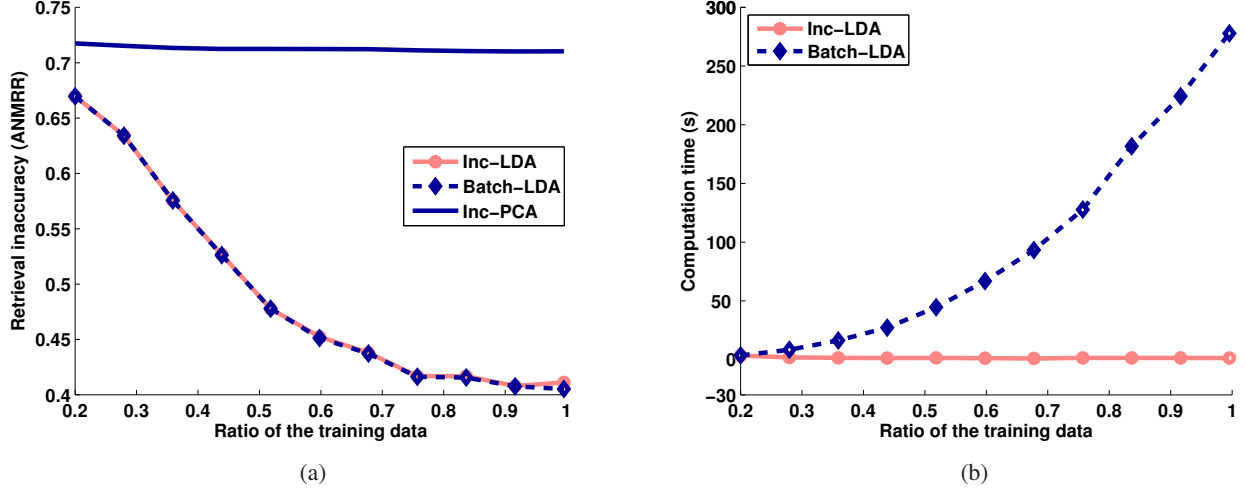 0.75
0.7
0.65
0.6
0.55
0.5
0.45
0.4
Retrieval inaccuracy (ANMRR)
Inc−LDA
Batch−LDA
Inc−PCA
0.2 0.3 0.4 0.5 0.6 0.7 0.8 0.9 1
Ratio of the training data
(a)
300
250
200
150
100
50
0
−30
Computation time (s)
Inc−LDA
Batch−LDA
0.2 0.3 0.4 0.5 0.6 0.7 0.8 0.9 1
Ratio of the training data
(b)